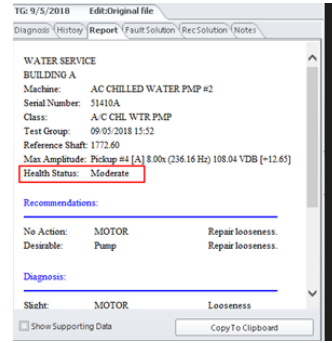 TG: 9/5/2018 Edit:Original file
Diagnosis History Report Fault Solution Rec Solution Notes
WATER SERVICE
BUILDING A
Machine: AC CHILLED WATER PMP #2
Serial Number: 51410A
Class: A/C CHL WTR PMP
Test Group: 09/05/2018 15:52
Reference Shaft: 1772.60
Max Amplitude: Pickup #4 [A] 8.00x (236.16 Hz) 108.04 VDB [+12.65]
Health Status: Moderate
Recommendations:
No Action: MOTOR Repair looseness.
Desirable: Pump Repair looseness.
Diagnosis:
Slight: MOTOR Looseness
Show Supporting Data Copy To Clipboard